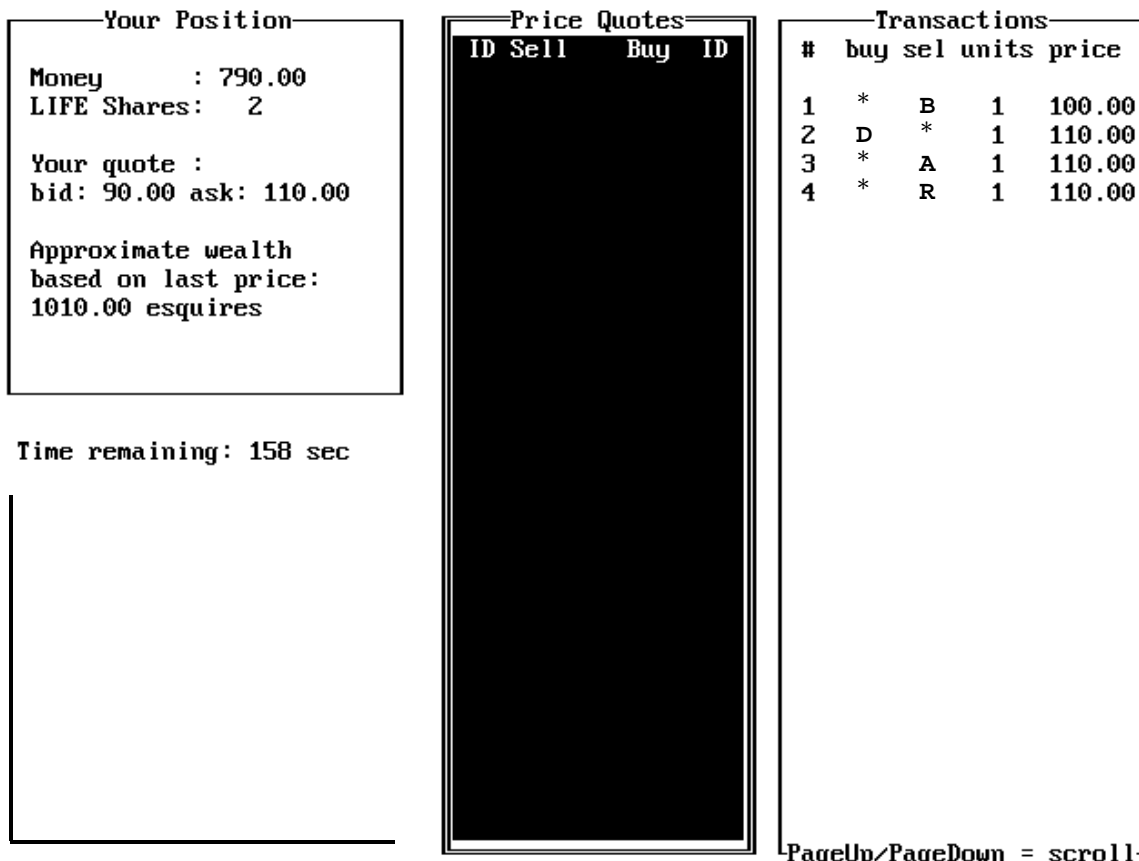 Your Position
Money : 790.00
LIFE Shares: 2
Your quote :
bid: 90.00 ask: 110.00
Approximate wealth
based on last price:
1010.00 esquires
Time remaining: 158 sec
Price Quotes
ID Sell Buy ID
Transactions
# buy sel units price
1 * B 1 100.00
2 D * 1 110.00
3 * A 1 110.00
4 * R 1 110.00
PageUp/PageDown = scroll